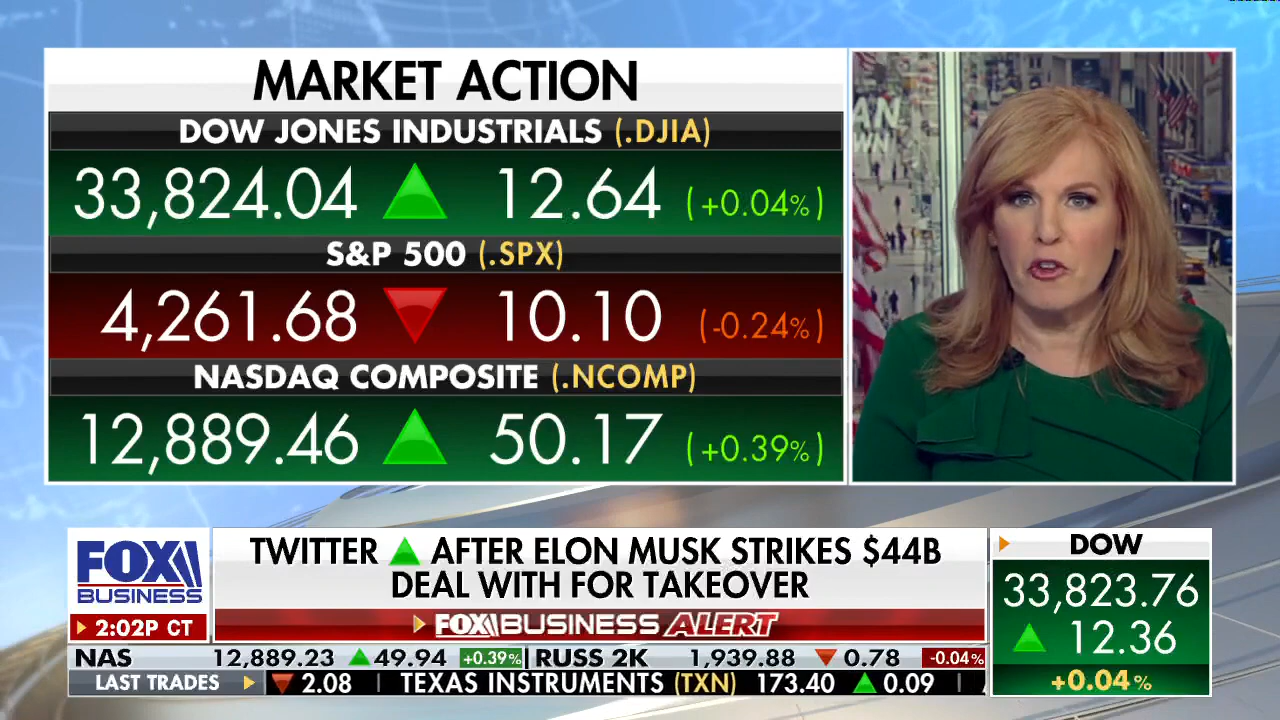 MARKET ACTION
DOW JONES INDUSTRIALS (.DJIA)
33,824.04 ▲ 12.64 (+0.04%)
S&P 500 (.SPX)
4,261.68 ▼ 10.10 (-0.24%)
NASDAQ COMPOSITE (.NCOMP)
12,889.46 ▲ 50.17 (+0.39%)
AN
WN
FOX
BUSINESS
2:02P CT
TWITTER ▲ AFTER ELON MUSK STRIKES $44B
DEAL WITH FOR TAKEOVER
FOX BUSINESS ALERT
DOW
33,823.76
▲ 12.36
+0.04%
NAS 12,889.23 ▲ 49.94 +0.39% RUSS 2K 1,939.88 ▼ 0.78 -0.04%
LAST TRADES ▼ 2.08 | TEXAS INSTRUMENTS (TXN) 173.40 ▲ 0.09 |